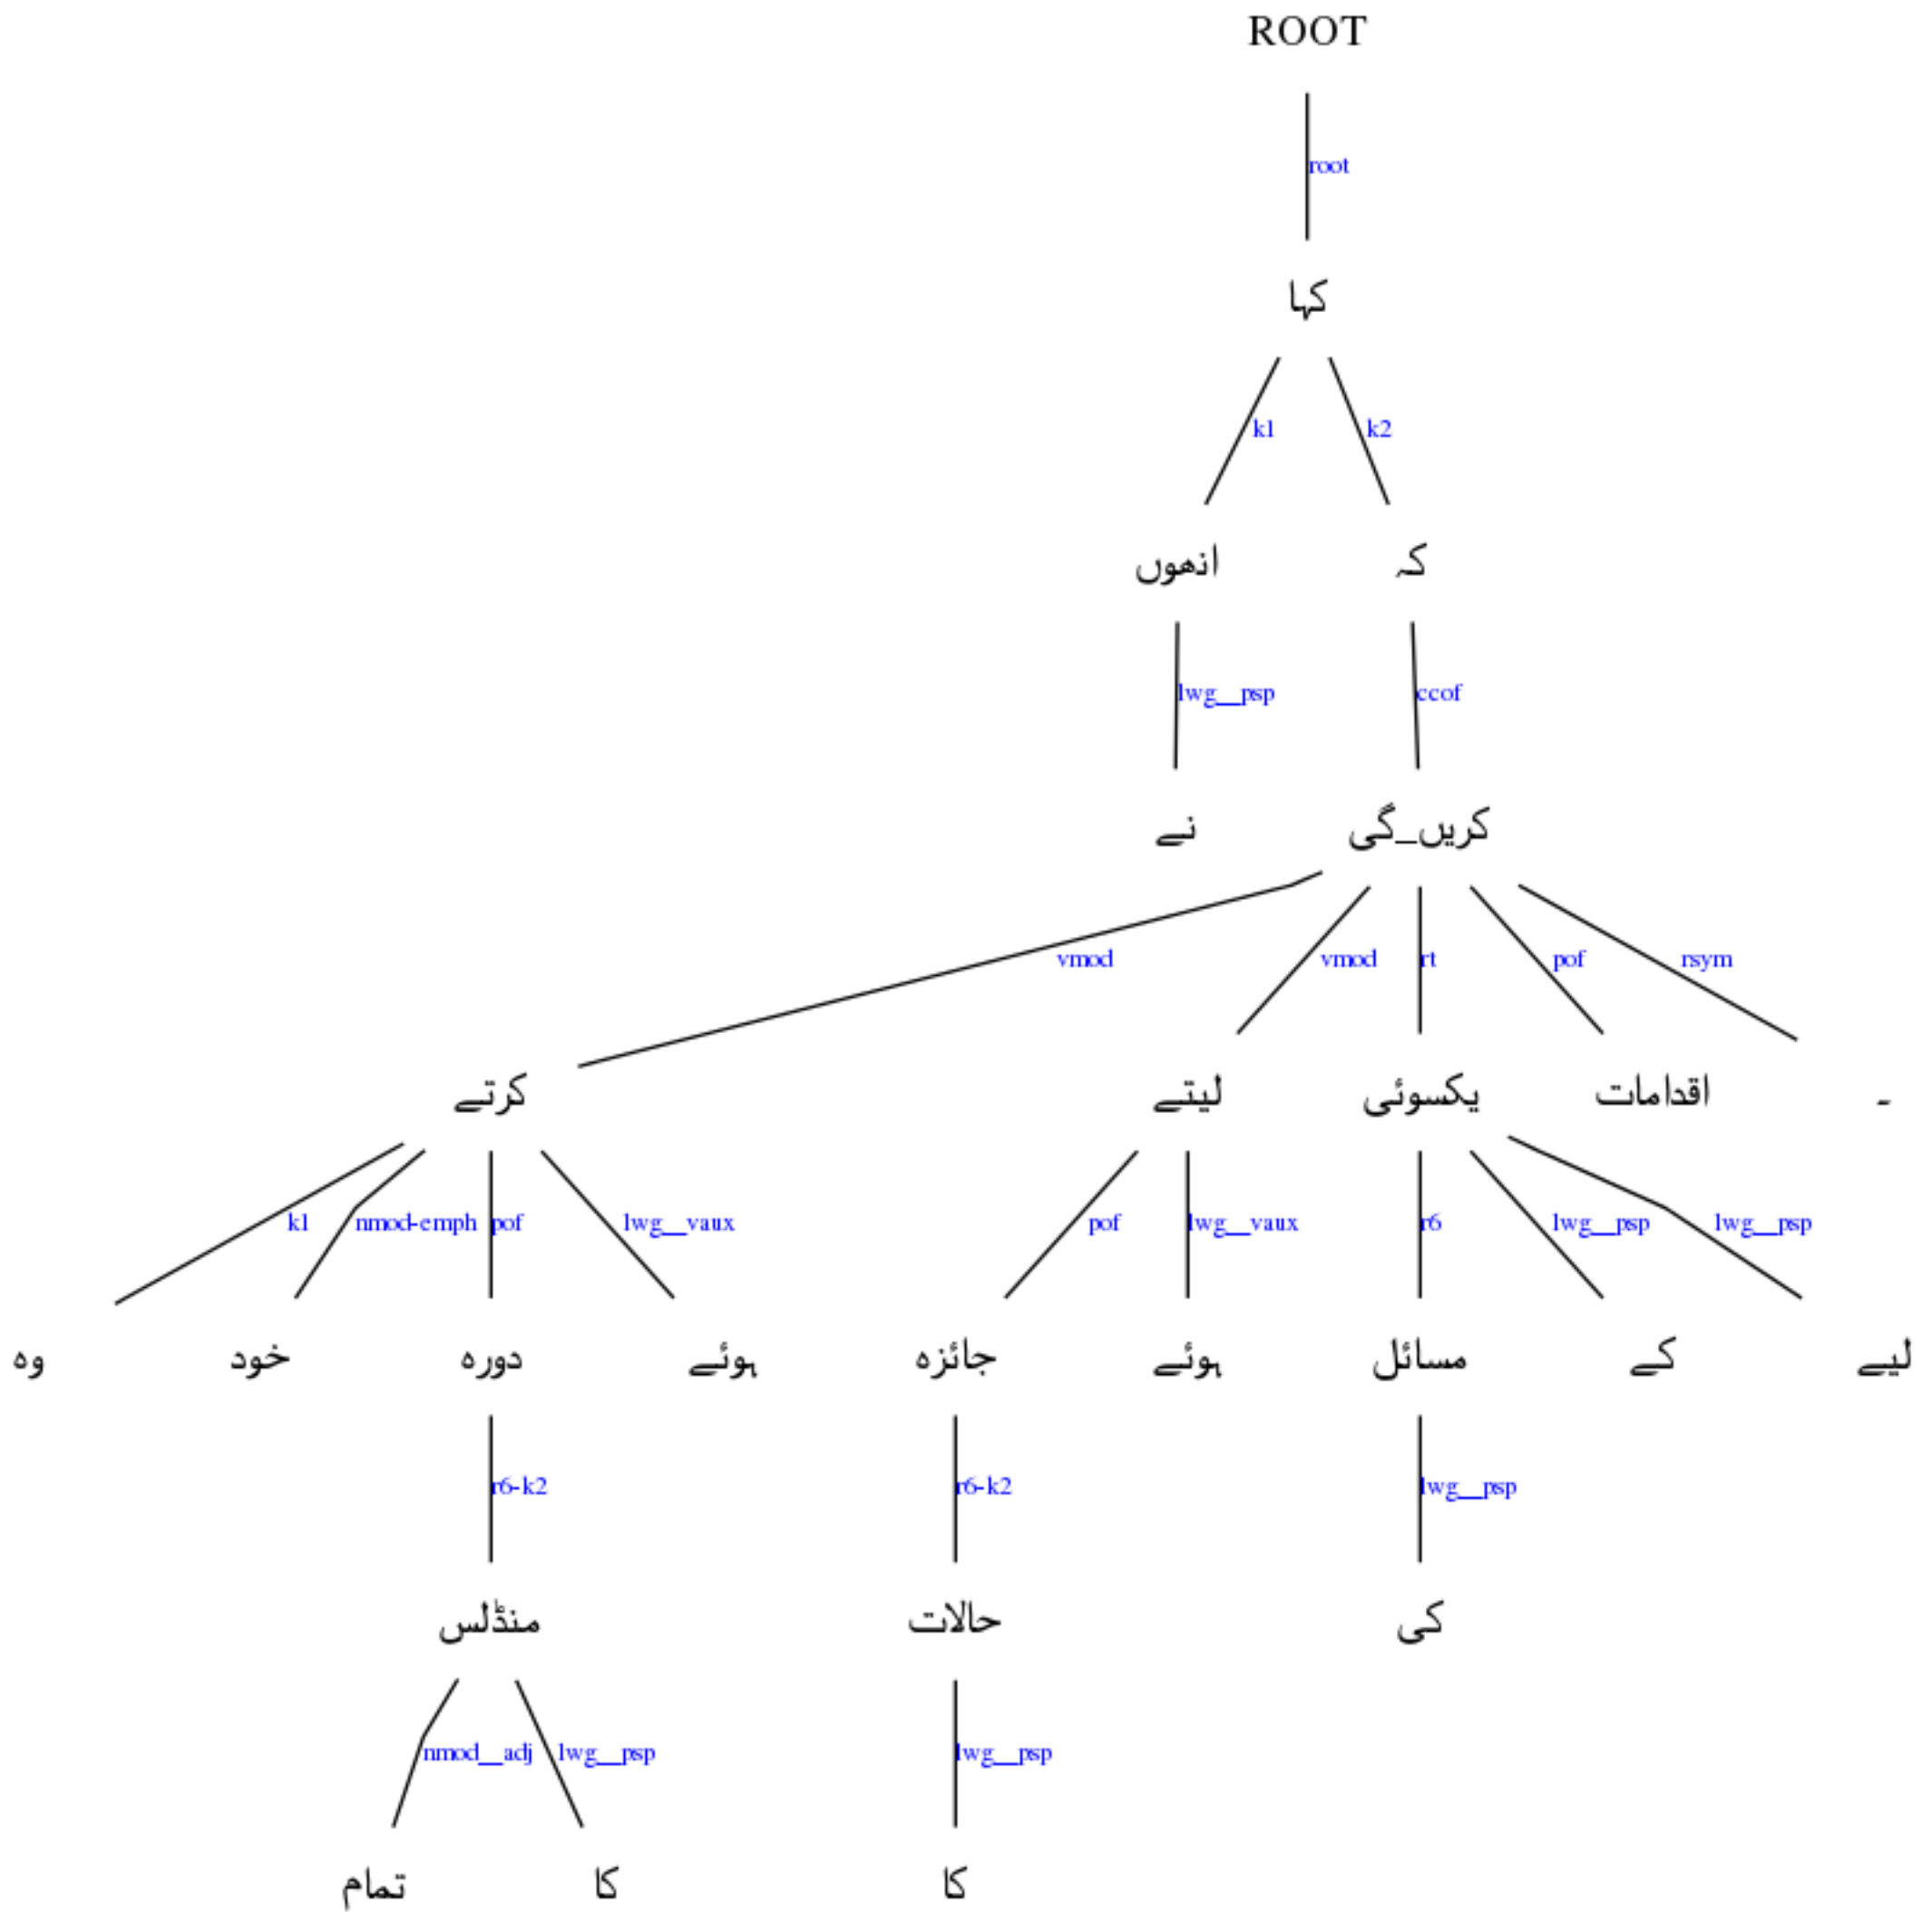 ROOT
root
کہا
k1 k2
انھوں کہ
lwg__psp ccof
نے کریں_گی
vmod vmod rt pof rsym
کرتے لیتے یکسوئی اقدامات ۔
k1 nmod-emph pof lwg__vaux pof lwg__vaux r6 lwg__psp lwg__psp
وہ خود دورہ ہوئے جائزہ ہوئے مسائل کے لیے
r6-k2 r6-k2 lwg__psp
منڈلس حالات کی
nmod__adj lwg__psp lwg__psp
تمام کا کا